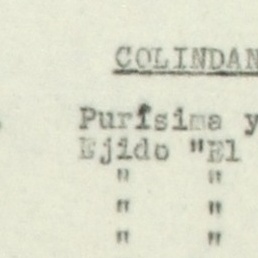 COLINDAN
Purísima y
Ejido "El
" "
" "
" "